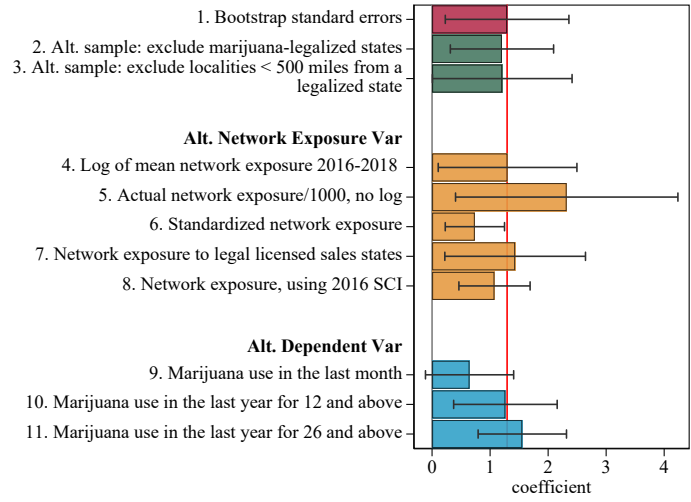 1. Bootstrap standard errors
2. Alt. sample: exclude marijuana-legalized states
3. Alt. sample: exclude localities < 500 miles from a
legalized state
Alt. Network Exposure Var
4. Log of mean network exposure 2016-2018
5. Actual network exposure/1000, no log
6. Standardized network exposure
7. Network exposure to legal licensed sales states
8. Network exposure, using 2016 SCI
Alt. Dependent Var
9. Marijuana use in the last month
10. Marijuana use in the last year for 12 and above
11. Marijuana use in the last year for 26 and above
0 1 2 3 4
coefficient